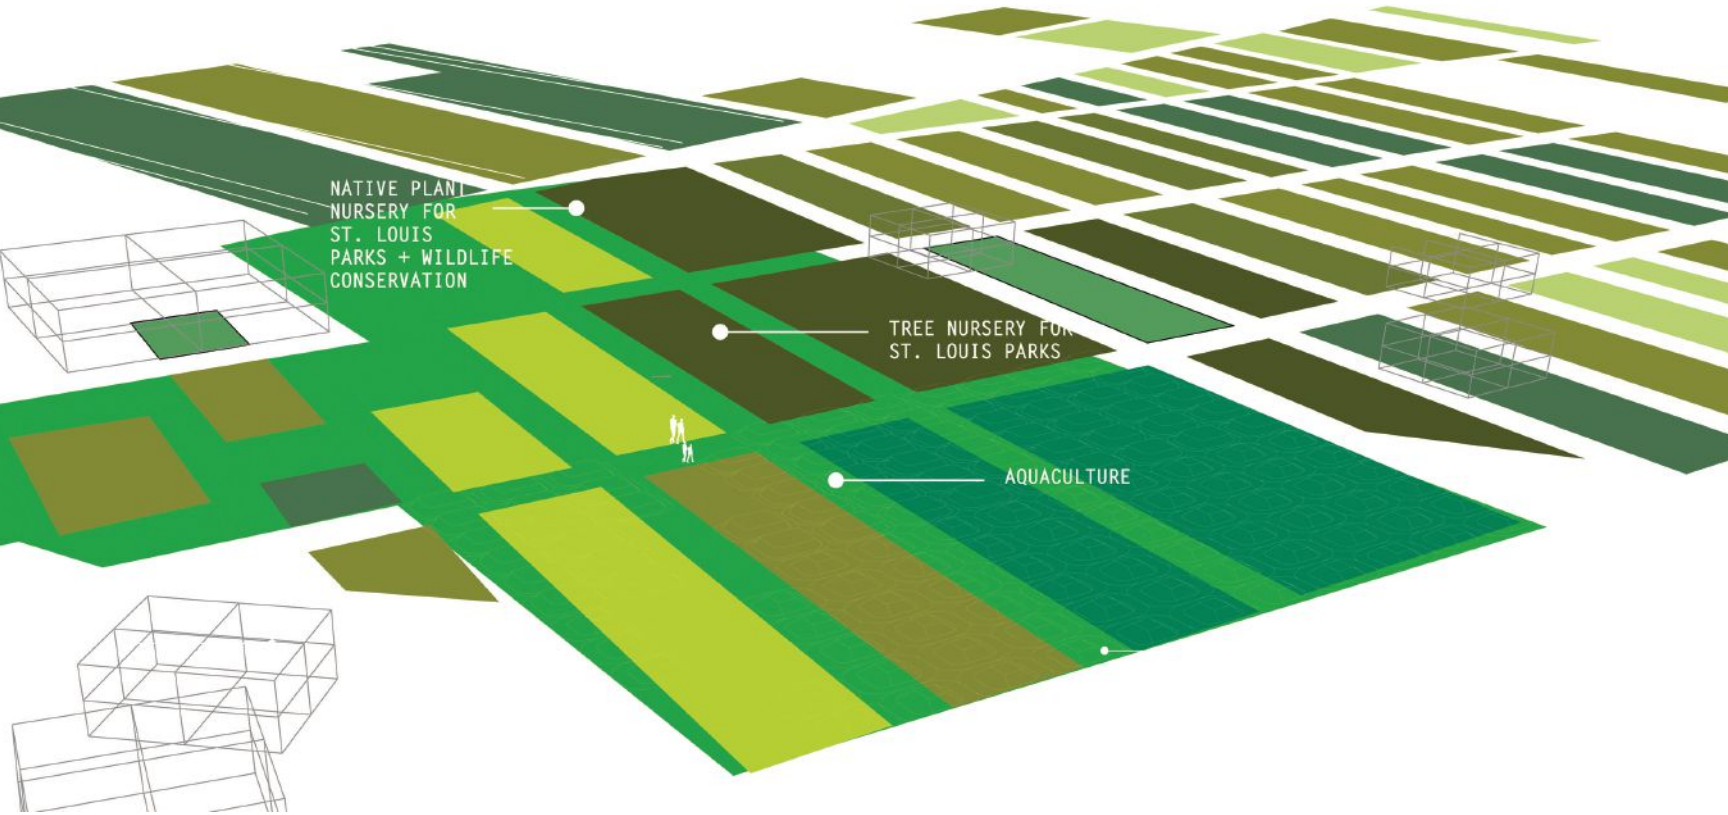 NATIVE PLANT
NURSERY FOR
ST. LOUIS
PARKS + WILDLIFE
CONSERVATION
TREE NURSERY FOR
ST. LOUIS PARKS
AQUACULTURE